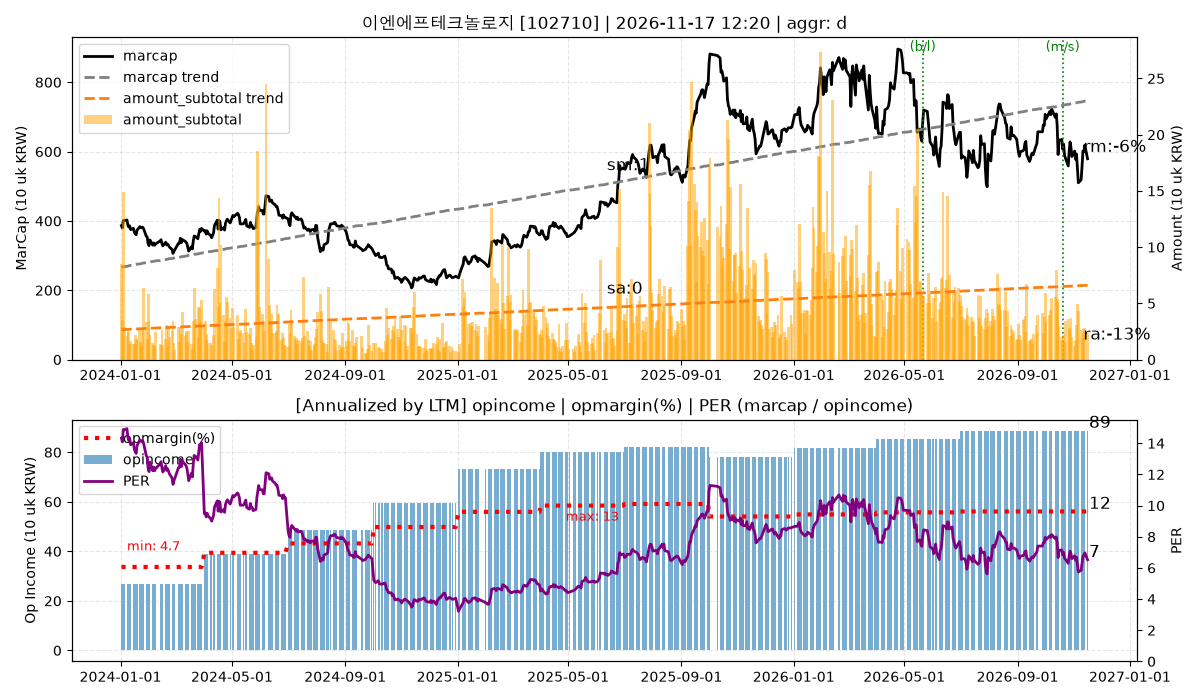 이엔에프테크놀로지 [102710] | 2026-11-17 12:20 | aggr: d
marcap
marcap trend
amount_subtotal trend
amount_subtotal
(b/l)
(m/s)
sm:1
sa:0
rm:-6%
ra:-13%
MarCap (10 uk KRW)
0
200
400
600
800
Amount (10 uk KRW)
0
5
10
15
20
25
2024-01-01
2024-05-01
2024-09-01
2025-01-01
2025-05-01
2025-09-01
2026-01-01
2026-05-01
2026-09-01
2027-01-01
[Annualized by LTM] opincome | opmargin(%) | PER (marcap / opincome)
opmargin(%)
opincome
PER
min: 4.7
max: 13
89
12
7
Op Income (10 uk KRW)
0
20
40
60
80
PER
0
2
4
6
8
10
12
14
2024-01-01
2024-05-01
2024-09-01
2025-01-01
2025-05-01
2025-09-01
2026-01-01
2026-05-01
2026-09-01
2027-01-01